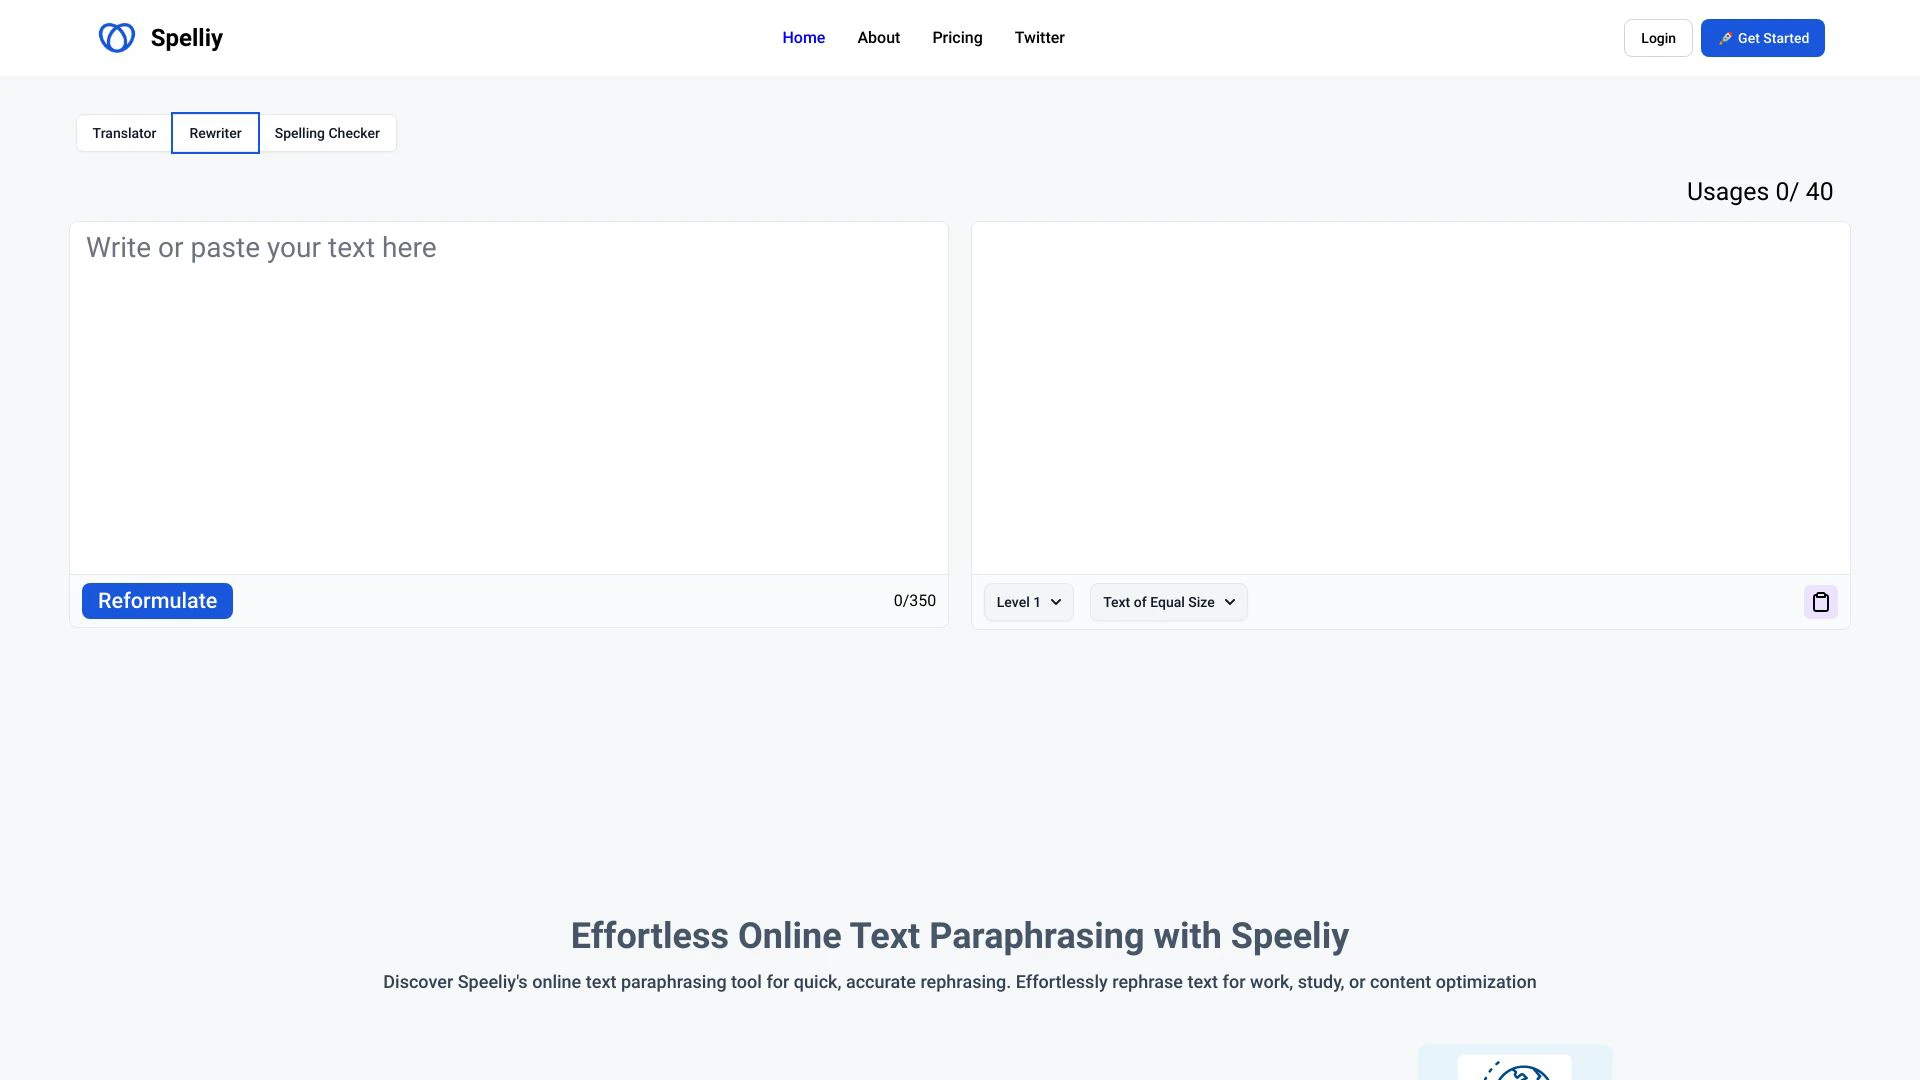 Spelliy
Home
About
Pricing
Twitter
Login
🚀 Get Started
Translator
Rewriter
Spelling Checker
Usages 0/ 40
Write or paste your text here
Reformulate
0/350
Level 1
Text of Equal Size
Effortless Online Text Paraphrasing with Speeliy
Discover Speeliy's online text paraphrasing tool for quick, accurate rephrasing. Effortlessly rephrase text for work, study, or content optimization